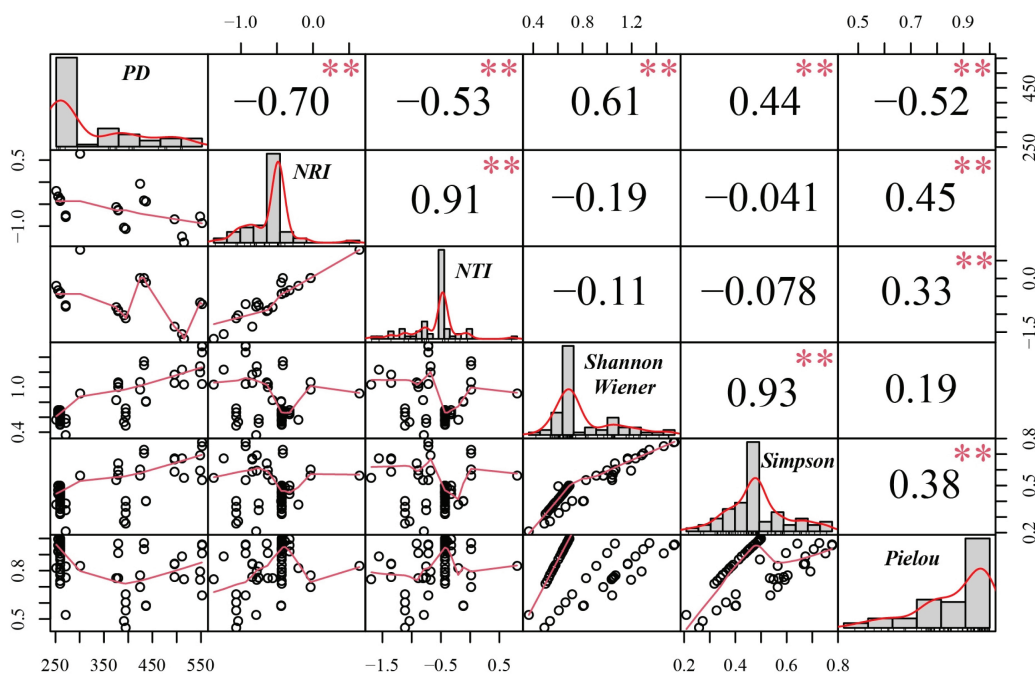 -1.0 0.0 0.4 0.8 1.2 0.5 0.7 0.9
PD −0.70 ** −0.53 ** 0.61 ** 0.44 ** −0.52 ** 250 450
-1.0 0.5 NRI 0.91 ** −0.19 −0.041 0.45 **
NTI −0.11 −0.078 0.33 ** −1.5 0.0
0.4 1.0 Shannon
Wiener 0.93 ** 0.19
Simpson 0.38 ** 0.2 0.5 0.8
0.5 0.8 Pielou
250 350 450 550 −1.5 −0.5 0.5 0.2 0.4 0.6 0.8